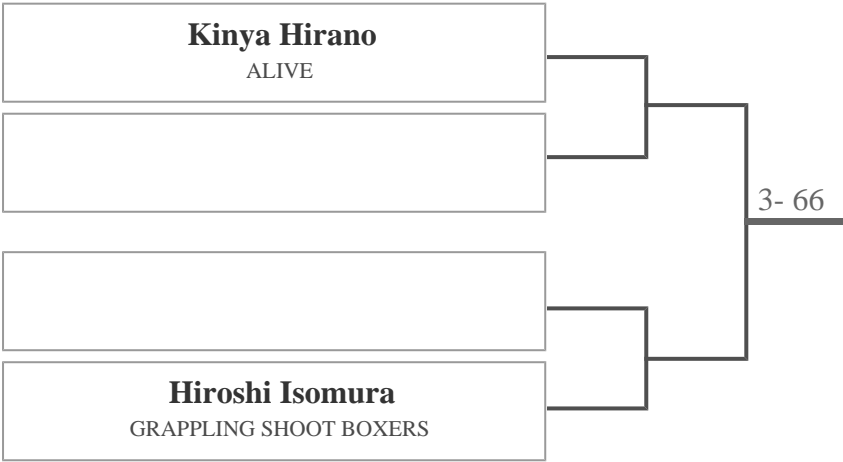 Kinya Hirano
ALIVE
3- 66
Hiroshi Isomura
GRAPPLING SHOOT BOXERS